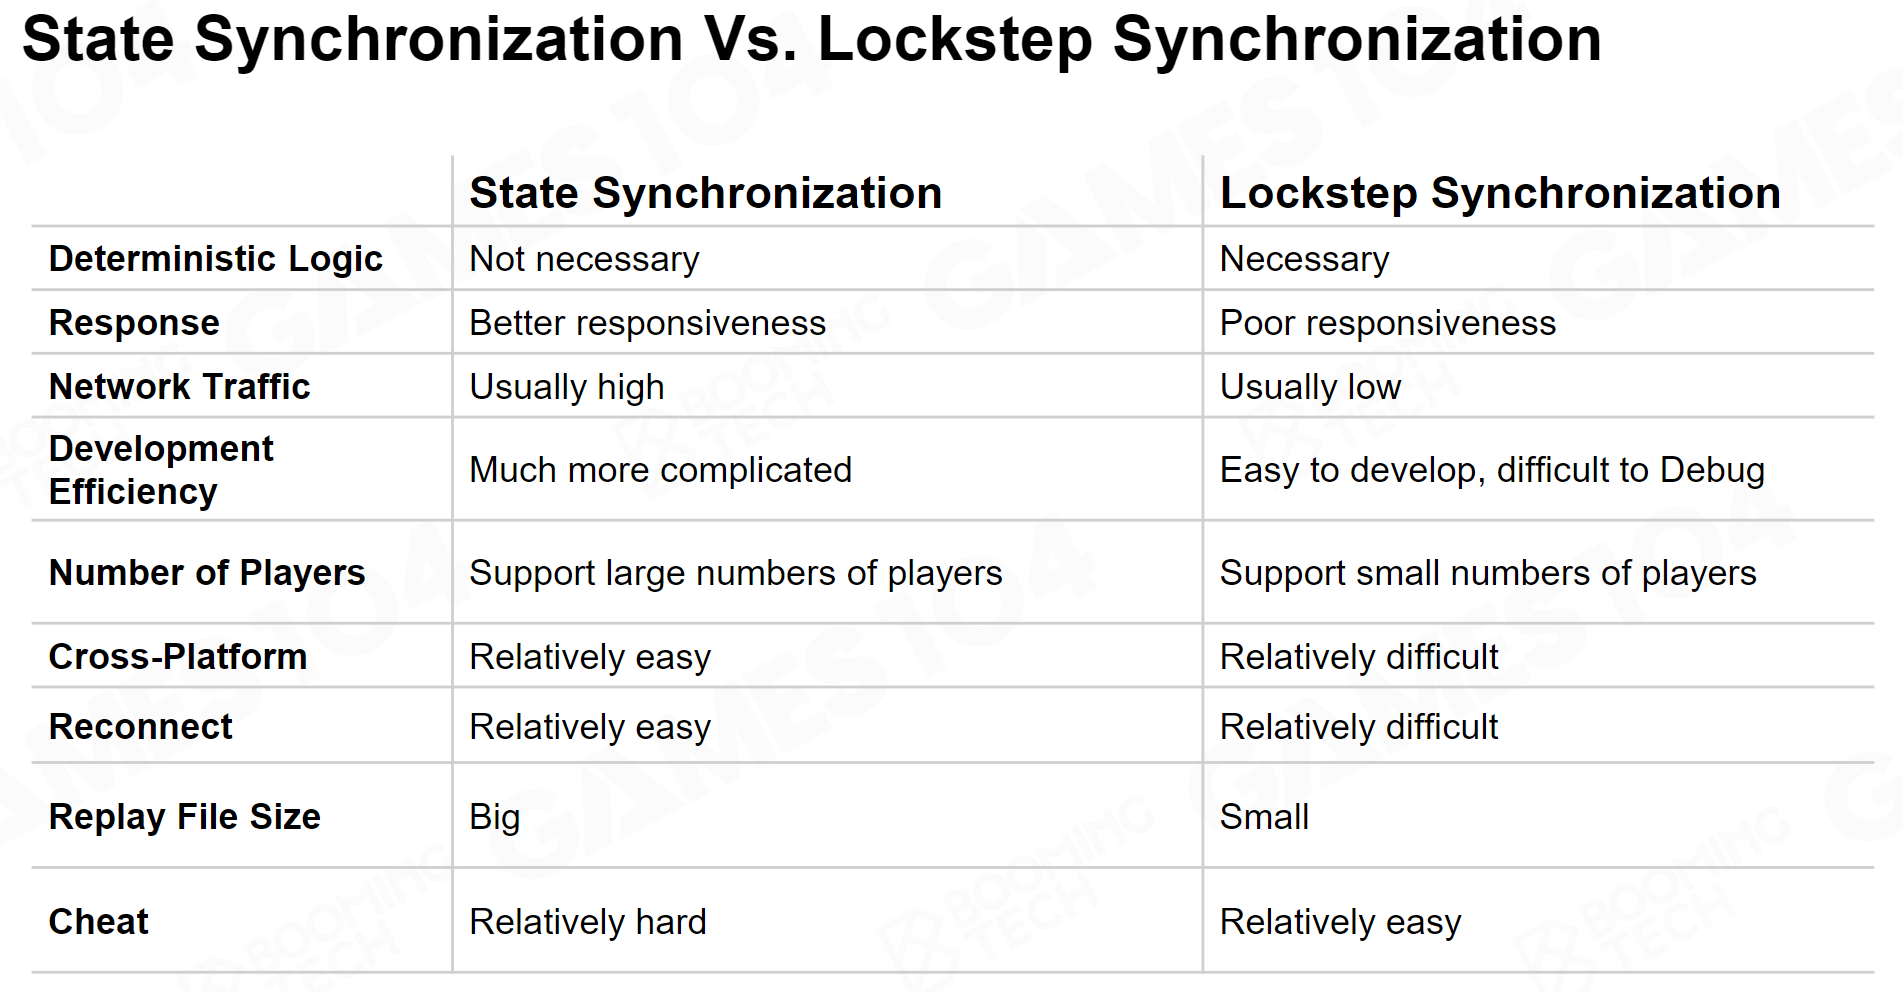 State Synchronization Vs. Lockstep Synchronization
State Synchronization Lockstep Synchronization
Deterministic Logic Not necessary Necessary
Response Better responsiveness Poor responsiveness
Network Traffic Usually high Usually low
Development
Efficiency Much more complicated Easy to develop, difficult to Debug
Number of Players Support large numbers of players Support small numbers of players
Cross-Platform Relatively easy Relatively difficult
Reconnect Relatively easy Relatively difficult
Replay File Size Big Small
Cheat Relatively hard Relatively easy
GAMES 104
BOOMING
TECH